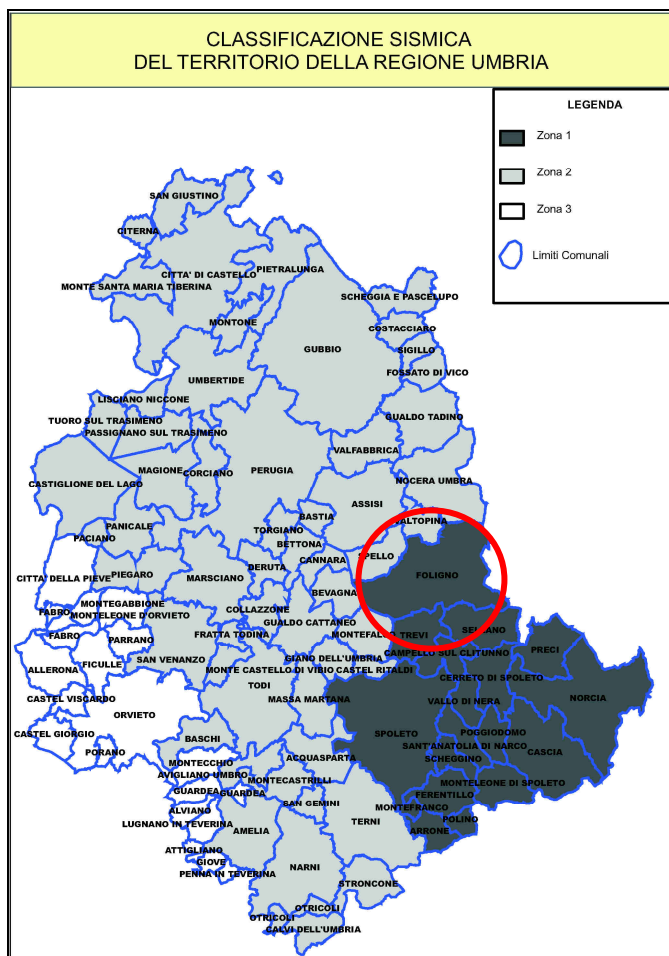 CLASSIFICAZIONE SISMICA
DEL TERRITORIO DELLA REGIONE UMBRIA
LEGENDA
Zona 1
Zona 2
Zona 3
Limiti Comunali
SAN GIUSTINO
CITERNA
PIETRALUNGA
CITTA' DI CASTELLO
MONTE SANTA MARIA TIBERINA
SCHEGGIA E PASCELUPO
MONTONE
COSTACCIARO
GUBBIO
SIGILLO
FOSSATO DI VICO
UMBERTIDE
LISCIANO NICCONE
GUALDO TADINO
TUORO SUL TRASIMENO
PASSIGNANO SUL TRASIMENO
VALFABBRICA
MAGIONE
CORCIANO
PERUGIA
CASTIGLIONE DEL LAGO
NOCERA UMBRA
ASSISI
BASTIA
VALTOPINA
PANICALE
TORGIANO
PACIANO
BETTONA
SPELLO
CANNARA
DERUTA
CITTA' DELLA PIEVE
PIEGARO
MARSCIANO
FOLIGNO
BEVAGNA
MONTEGABBIONE
COLLAZZONE
FABRO
MONTELEONE D'ORVIETO
GUALDO CATTANEO
FABRO
PARRANO
FRATTA TODINA
MONTEFALCO
TREVI
SELLANO
CAMPELLO SUL CLITUNNO
PRECI
SAN VENANZO
GIANO DELL'UMBRIA
ALLERONA
FICULLE
MONTE CASTELLO DI VIBIO
CASTEL RITALDI
CERRETO DI SPOLETO
TODI
NORCIA
CASTEL VISCARDO
MASSA MARTANA
VALLO DI NERA
ORVIETO
CASTEL GIORGIO
BASCHI
SPOLETO
POGGIODOMO
PORANO
SANT'ANATOLIA DI NARCO
CASCIA
MONTECCHIO
ACQUASPARTA
SCHEGGINO
AVIGLIANO UMBRO
MONTECASTRILLI
MONTELEONE DI SPOLETO
GUARDEA
GUARDEA
FERENTILLO
SAN GEMINI
MONTEFRANCO
ALVIANO
POLINO
LUGNANO IN TEVERINA
TERNI
AMELIA
ARRONE
ATTIGLIANO
GIOVE
NARNI
PENNA IN TEVERINA
STRONCONE
OTRICOLI
OTRICOLI
CALVI DELL'UMBRIA